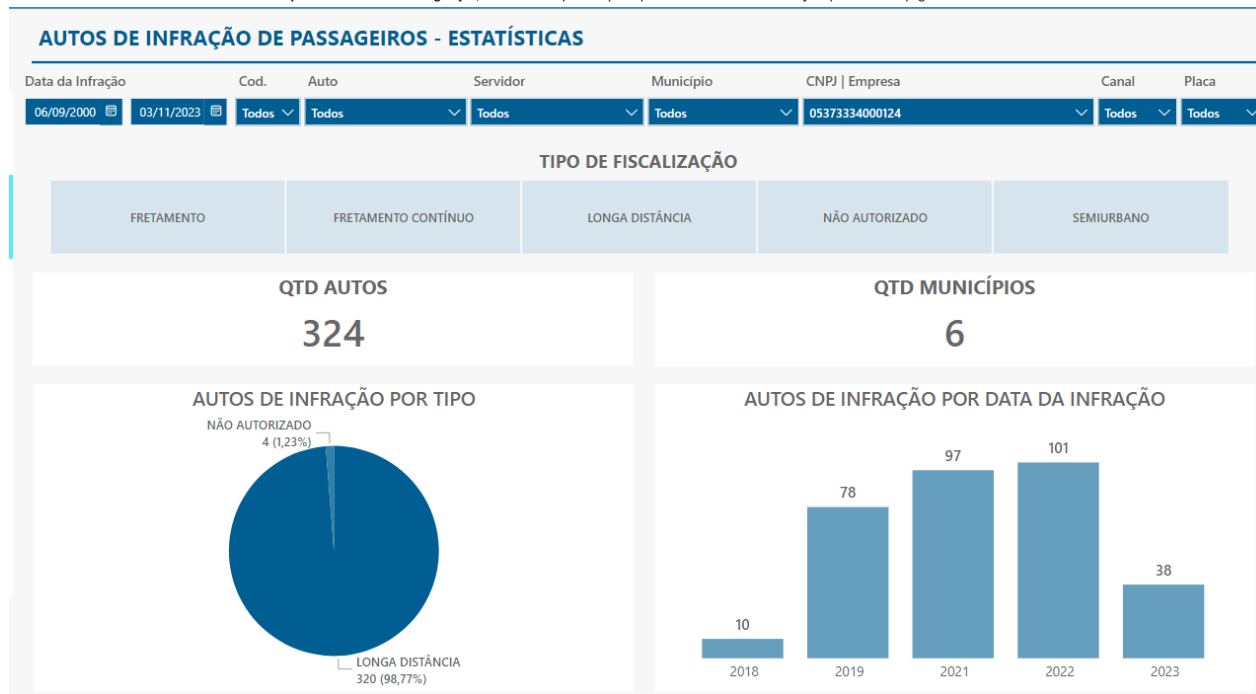 AUTOS DE INFRAÇÃO DE PASSAGEIROS - ESTATÍSTICAS
Data da Infração Cod. Auto Servidor Município CNPJ | Empresa Canal Placa
06/09/2000 03/11/2023 Todos Todos Todos Todos 05373334000124 Todos Todos
TIPO DE FISCALIZAÇÃO
FRETAMENTO FRETAMENTO CONTÍNUO LONGA DISTÂNCIA NÃO AUTORIZADO SEMIURBANO
QTD AUTOS
324
QTD MUNICÍPIOS
6
AUTOS DE INFRAÇÃO POR TIPO
NÃO AUTORIZADO
4 (1,23%)
LONGA DISTÂNCIA
320 (98,77%)
AUTOS DE INFRAÇÃO POR DATA DA INFRAÇÃO
10 78 97 101 38
2018 2019 2021 2022 2023